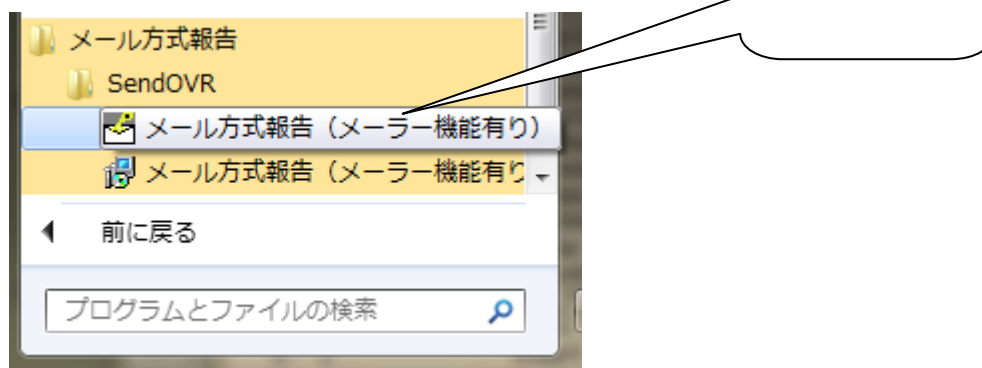 メール方式報告
SendOVR
メール方式報告（メーラー機能有り）
メール方式報告（メーラー機能有り
前に戻る
プログラムとファイルの検索